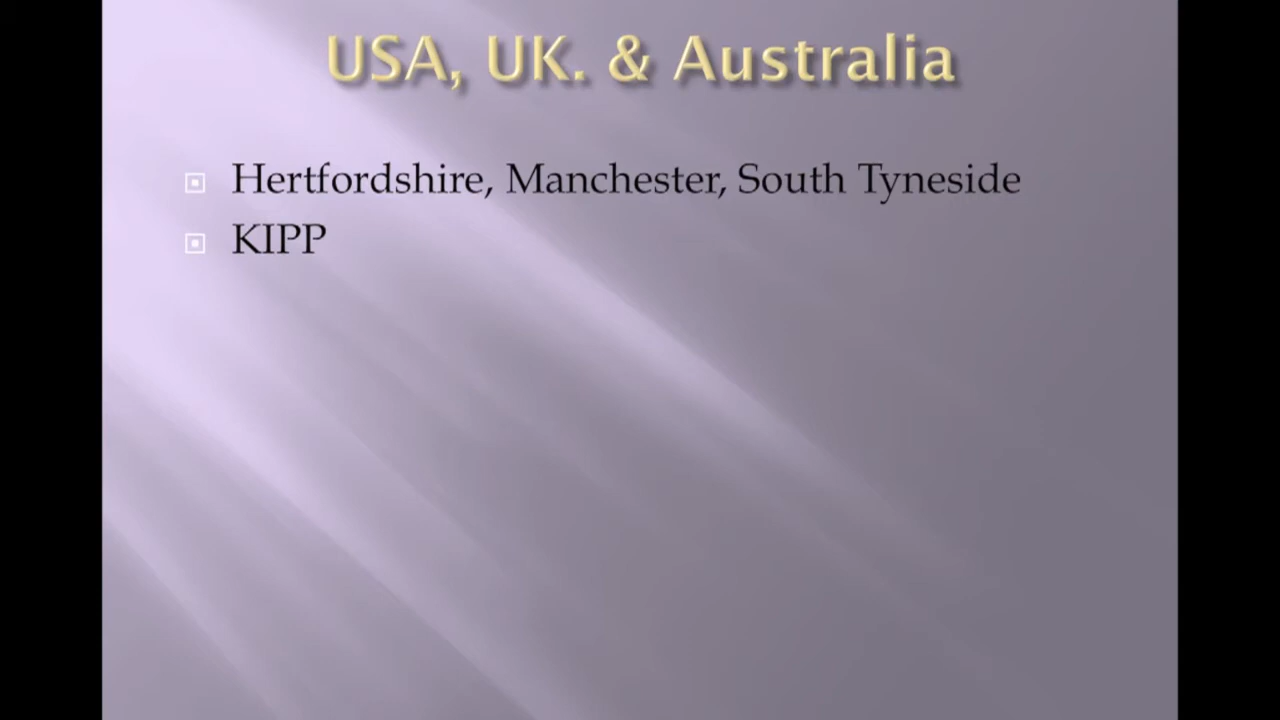 USA, UK. & Australia
Hertfordshire, Manchester, South Tyneside
KIPP